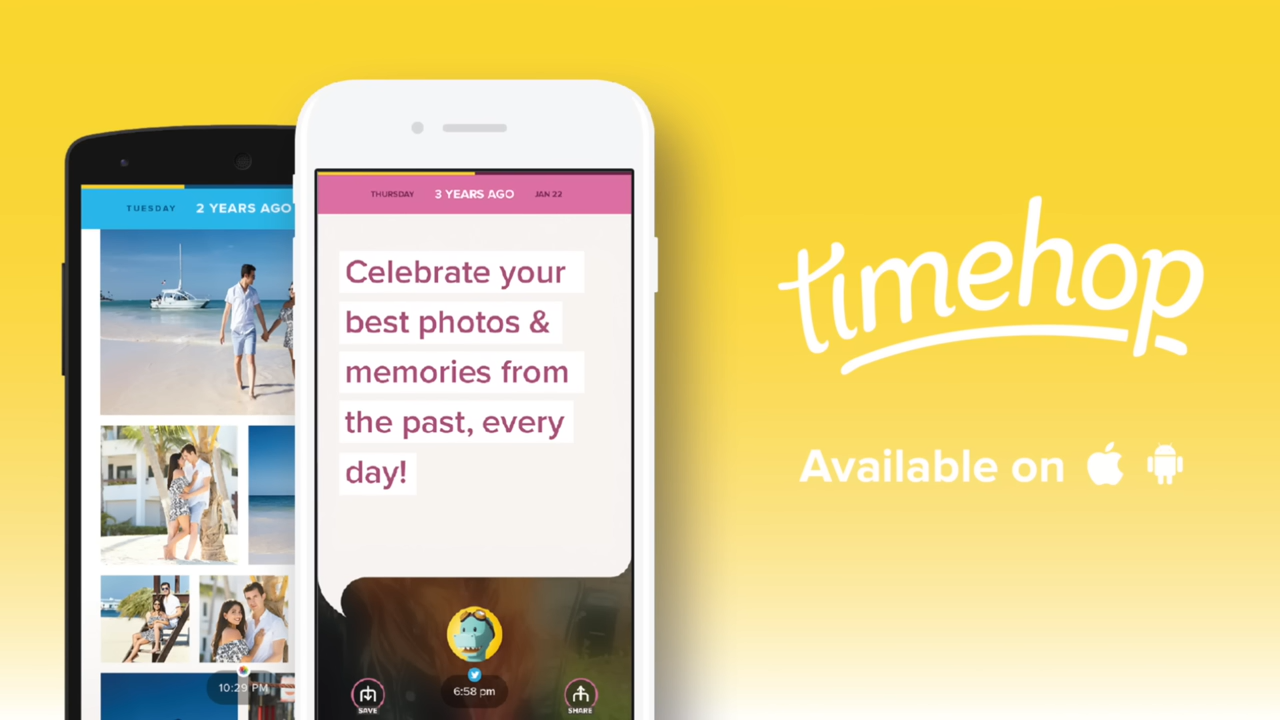 TUESDAY 2 YEARS AGO
10:29 PM
THURSDAY 3 YEARS AGO JAN 22
Celebrate your
best photos &
memories from
the past, every
day!
6:58 pm
SAVE
SHARE
timehop
Available on